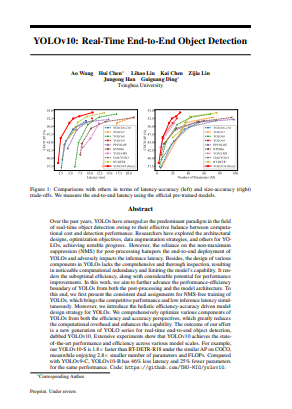 YOLOv10: Real-Time End-to-End Object Detection
Ao Wang Hui Chen* Lihao Liu Kai Chen Zijia Lin
Jungong Han Guiguang Ding*
Tsinghua University
Latency (ms)
Number of Parameters (M)
Figure 1: Comparisons with others in terms of latency-accuracy (left) and size-accuracy (right)
trade-offs. We measure the end-to-end latency using the official pre-trained models.
Abstract
Over the past years, YOLOs have emerged as the predominant paradigm in the field
of real-time object detection owing to their effective balance between computa-
tional cost and detection performance. Researchers have explored the architectural
designs, optimization objectives, data augmentation strategies, and others for YO-
LOs, achieving notable progress. However, the reliance on the non-maximum
suppression (NMS) for post-processing hampers the end-to-end deployment of
YOLOs and adversely impacts the inference latency. Besides, the design of various
components in YOLOs lacks the comprehensive and thorough inspection, resulting
in noticeable computational redundancy and limiting the model's capability. It ren-
ders the suboptimal efficiency, along with considerable potential for performance
improvements. In this work, we aim to further advance the performance-efficiency
boundary of YOLOs from both the post-processing and the model architecture. To
this end, we first present the consistent dual assignments for NMS-free training of
YOLOs, which brings the competitive performance and low inference latency simul-
taneously. Moreover, we introduce the holistic efficiency-accuracy driven model
design strategy for YOLOs. We comprehensively optimize various components of
YOLOs from both the efficiency and accuracy perspectives, which greatly reduces
the computational overhead and enhances the capability. The outcome of our effort
is a new generation of YOLO series for real-time end-to-end object detection,
dubbed YOLOv10. Extensive experiments show that YOLOv10 achieves the state-
of-the-art performance and efficiency across various model scales. For example,
our YOLOv10-S is 1.8× faster than RT-DETR-R18 under the similar AP on COCO,
meanwhile enjoying 2.8× smaller number of parameters and FLOPs. Compared
with YOLOv9-C, YOLOv10-B has 46% less latency and 25% fewer parameters
for the same performance. Code: https://github.com/THU-MIG/yolov10.
*Corresponding Author.
Preprint. Under review.